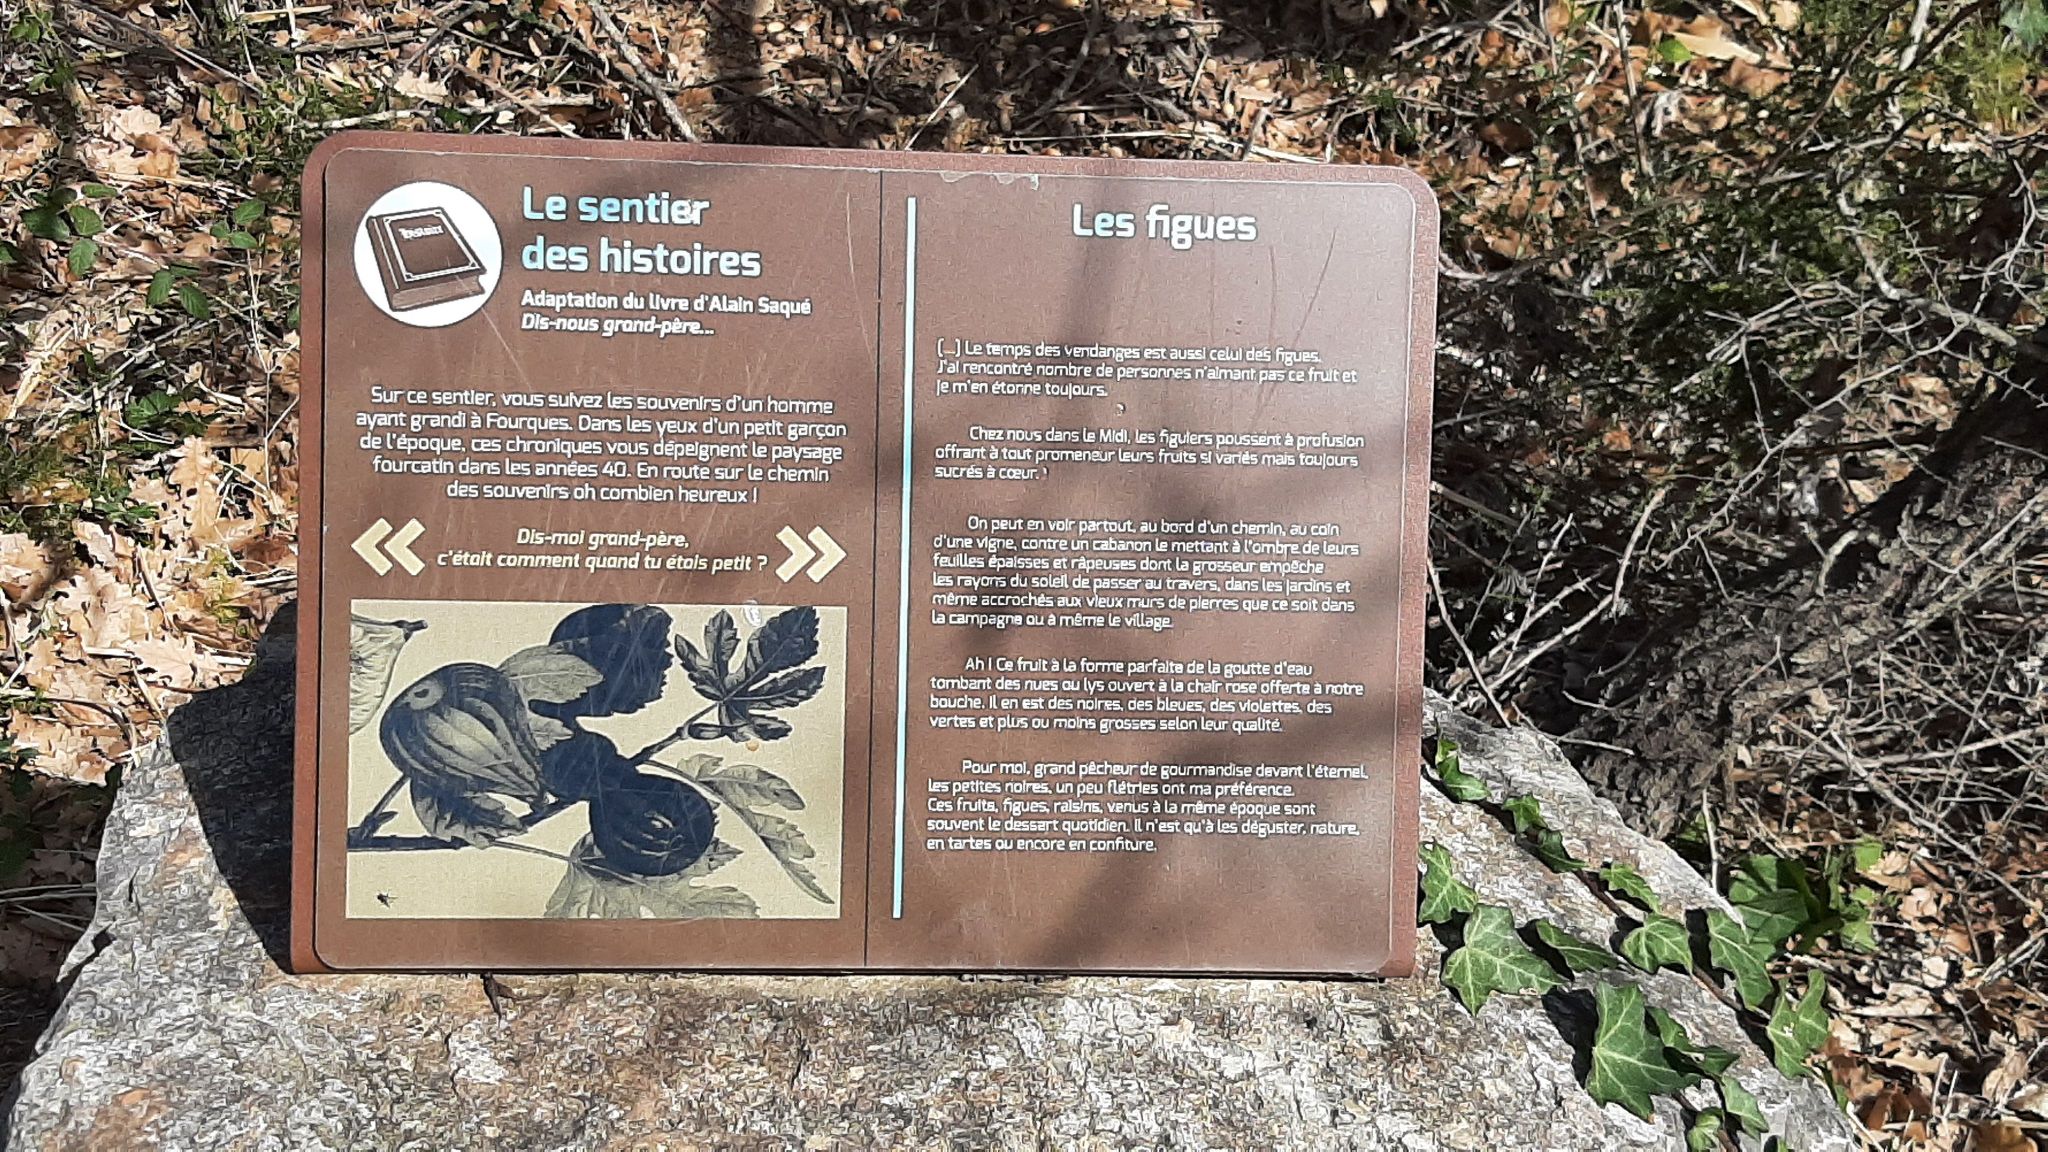 Le sentier
des histoires
Adaptation du livre d'Alain Saqué
Dis-nous grand-père...
Sur ce sentier, vous suivez les souvenirs d'un homme
ayant grandi à Fourques. Dans les yeux d'un petit garçon
de l'époque, ces chroniques vous dépeignent le paysage
fourcatin dans les années 40. En route sur le chemin
des souvenirs oh combien heureux !
Dis-moi grand-père,
c'était comment quand tu étais petit ?
Les figues
(...) Le temps des vendanges est aussi celui des figues.
J'ai rencontré nombre de personnes n'aimant pas ce fruit et
je m'en étonne toujours.
Chez nous dans le Midi, les figuiers poussent à profusion
offrant à tout promeneur leurs fruits si variés mais toujours
sucrés à cœur.
On peut en voir partout, au bord d'un chemin, au coin
d'une vigne, contre un cabanon le mettant à l'ombre de leurs
feuilles épaisses et râpeuses dont la grosseur empêche
les rayons du soleil de passer au travers, dans les jardins et
même accrochés aux vieux murs de pierres que ce soit dans
la campagne ou à même le village.
Ah ! Ce fruit à la forme parfaite de la goutte d'eau
tombant des nues ou lys ouvert à la chair rose offerte à notre
bouche. Il en est des noires, des bleues, des violettes, des
vertes et plus ou moins grosses selon leur qualité.
Pour moi, grand pêcheur de gourmandise devant l'éternel,
les petites noires, un peu flétries ont ma préférence.
Ces fruits, figues, raisins, venus à la même époque sont
souvent le dessert quotidien. Il n'est qu'à les déguster, nature,
en tartes ou encore en confiture.